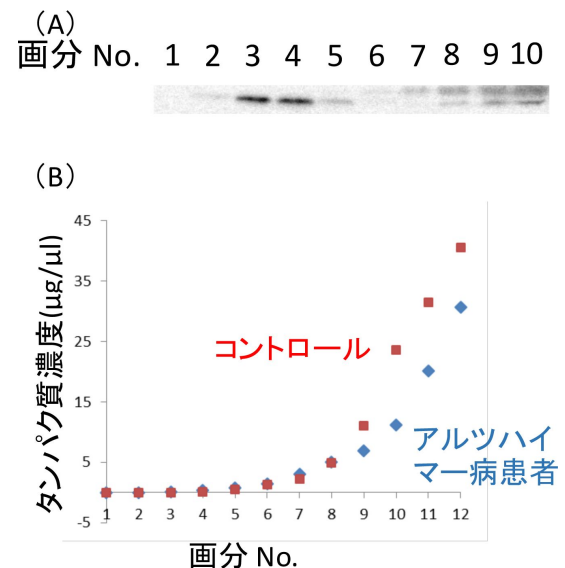 （A）
画分 No. 1 2 3 4 5 6 7 8 9 10
（B）
タンパク質濃度(µg/µl)
45
35
25
15
5
-5
コントロール
アルツハイ
マー病患者
1 2 3 4 5 6 7 8 9 10 11 12
画分 No.